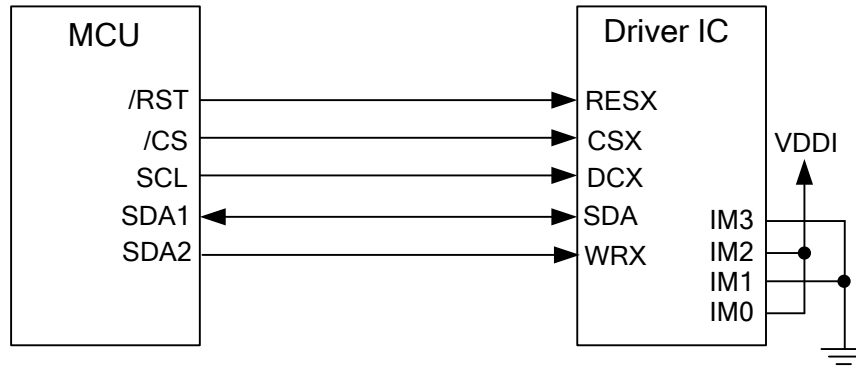 MCU
Driver IC
/RST
RESX
/CS
CSX
VDDI
SCL
DCX
SDA1
SDA
IM3
SDA2
WRX
IM2
IM1
IM0